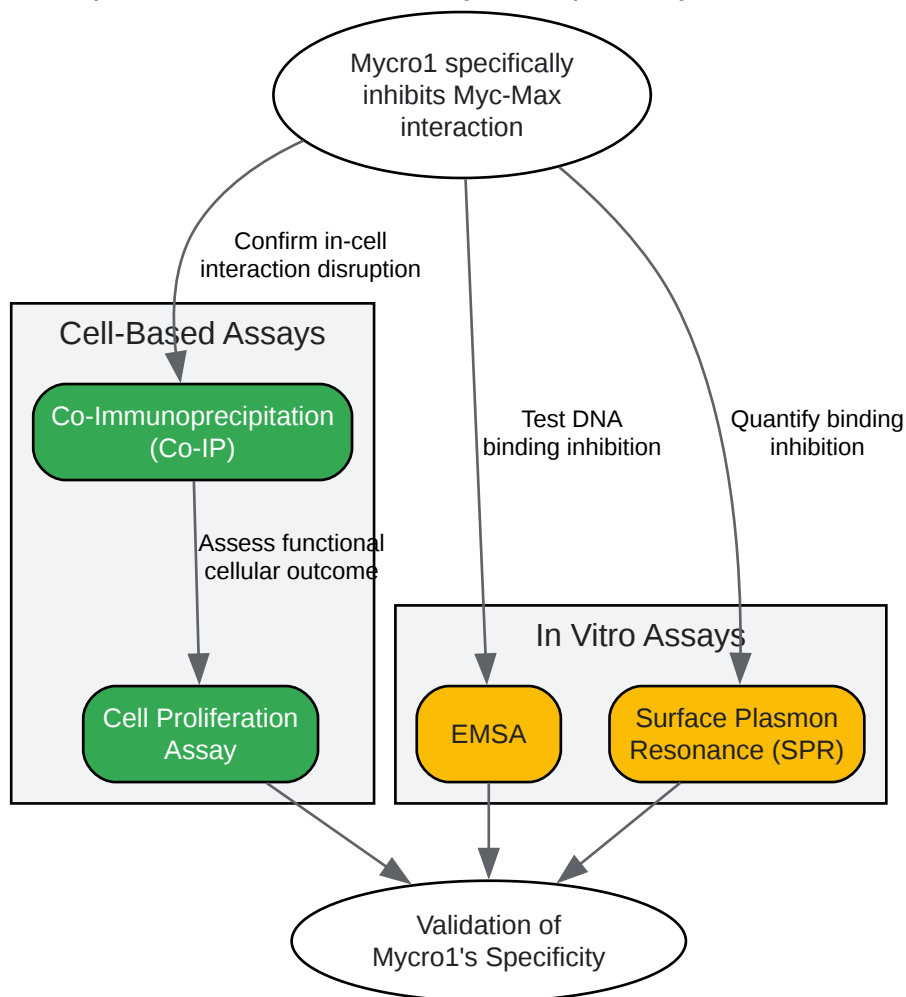 Mycro1 specifically
inhibits Myc-Max
interaction
Confirm in-cell
interaction disruption
Cell-Based Assays
Co-Immunoprecipitation
(Co-IP)
Test DNA
binding inhibition
Quantify binding
inhibition
Assess functional
cellular outcome
In Vitro Assays
Cell Proliferation
Assay
EMSA
Surface Plasmon
Resonance (SPR)
Validation of
Mycro1's Specificity